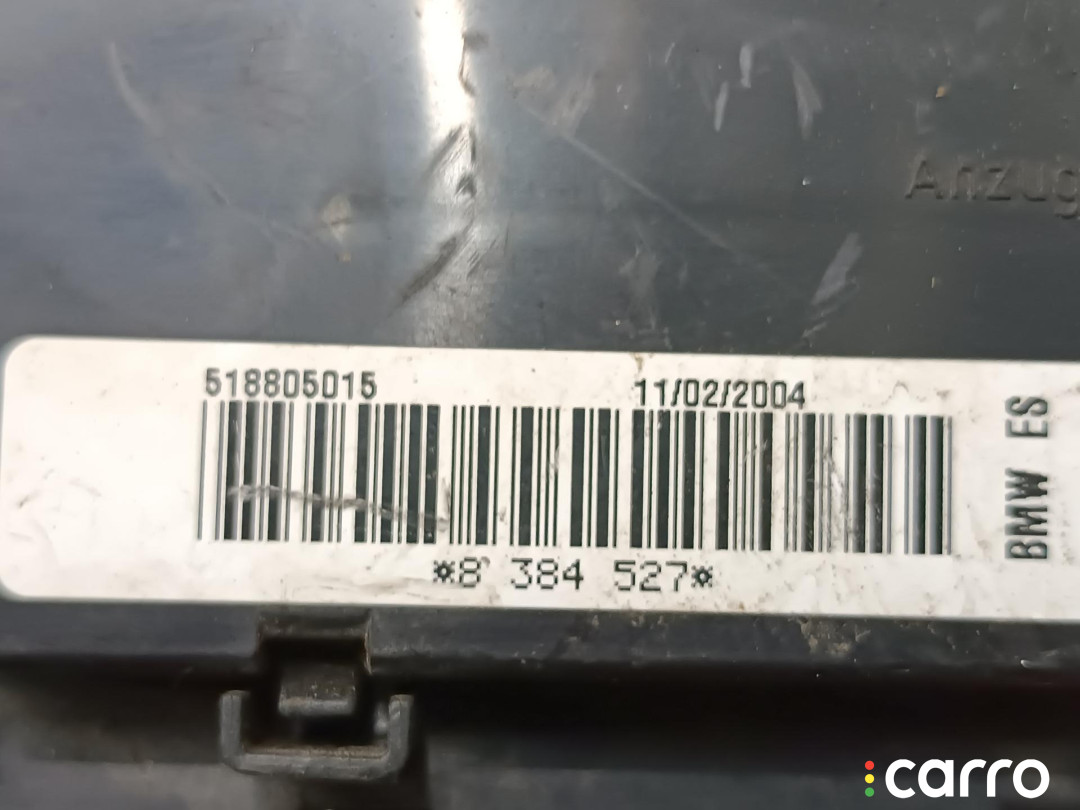 Anzug
518805015
11/02/2004
*8 384 527*
BMW ES
carro